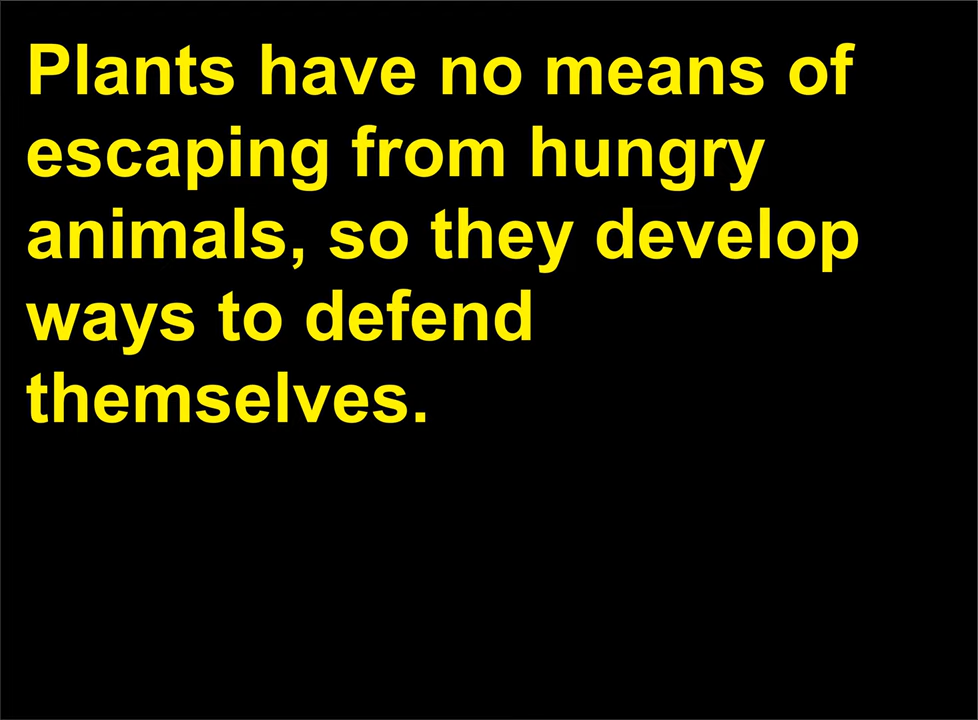 Plants have no means of
escaping from hungry
animals, so they develop
ways to defend
themselves.